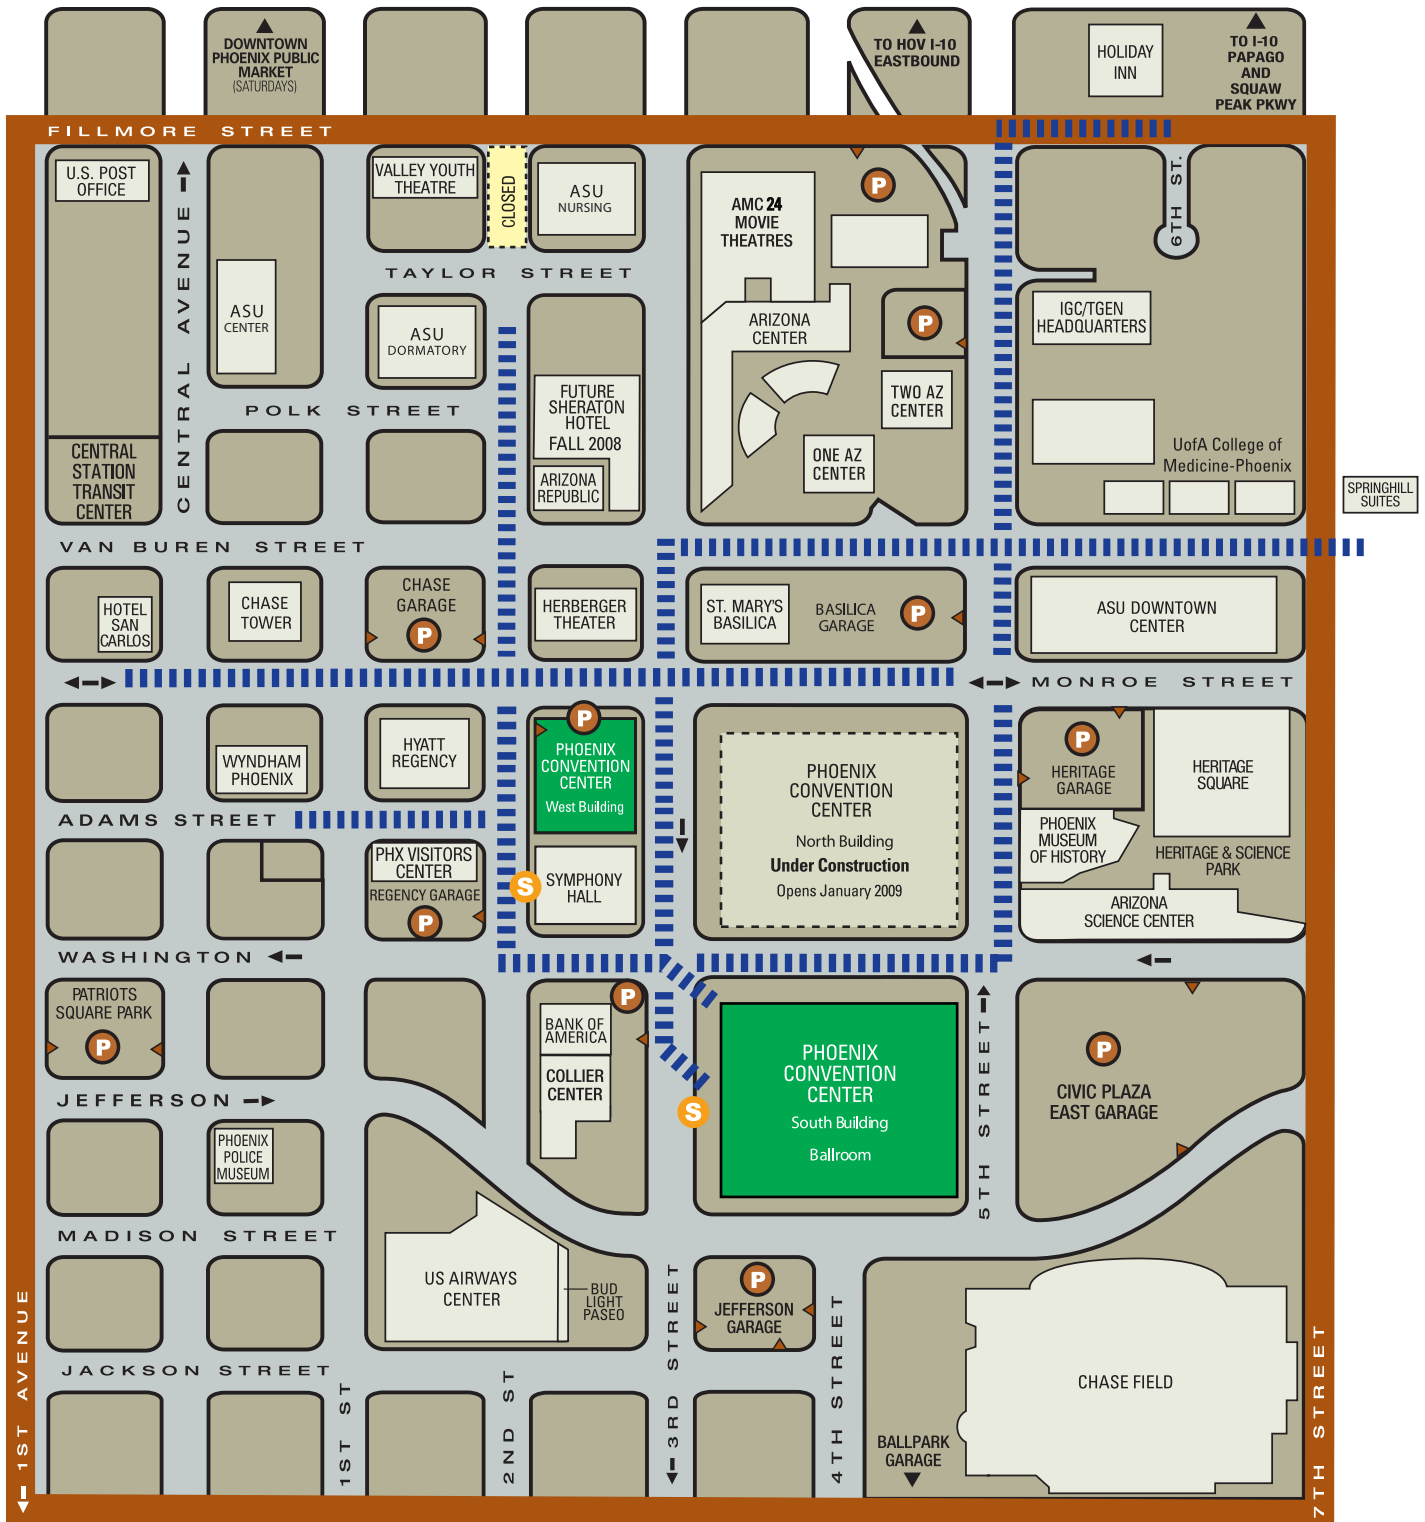 DOWNTOWN
PHOENIX PUBLIC
MARKET
(SATURDAYS)
TO HOV I-10
EASTBOUND
HOLIDAY
INN
TO I-10
PAPAGO
AND
SQUAW
PEAK PKWY
FILLMORE STREET
U.S. POST
OFFICE
CENTRAL AVENUE
VALLEY YOUTH
THEATRE
CLOSED
ASU
NURSING
AMC 24
MOVIE
THEATRES
P
6TH ST.
TAYLOR STREET
ASU
CENTER
ASU
DORMATORY
ARIZONA
CENTER
P
IGC/TGEN
HEADQUARTERS
POLK STREET
FUTURE
SHERATON
HOTEL
FALL 2008
TWO AZ
CENTER
CENTRAL
STATION
TRANSIT
CENTER
ARIZONA
REPUBLIC
ONE AZ
CENTER
UofA College of
Medicine-Phoenix
SPRINGHILL
SUITES
VAN BUREN STREET
HOTEL
SAN
CARLOS
CHASE
TOWER
CHASE
GARAGE
P
HERBERGER
THEATER
ST. MARY'S
BASILICA
BASILICA
GARAGE
P
ASU DOWNTOWN
CENTER
MONROE STREET
WYNDHAM
PHOENIX
HYATT
REGENCY
P
PHOENIX
CONVENTION
CENTER
West Building
PHOENIX
CONVENTION
CENTER
North Building
Under Construction
Opens January 2009
P
HERITAGE
GARAGE
HERITAGE
SQUARE
ADAMS STREET
PHX VISITORS
CENTER
REGENCY GARAGE
P
S
SYMPHONY
HALL
PHOENIX
MUSEUM
OF HISTORY
HERITAGE & SCIENCE
PARK
ARIZONA
SCIENCE CENTER
WASHINGTON
PATRIOTS
SQUARE PARK
P
P
BANK OF
AMERICA
COLLIER
CENTER
S
PHOENIX
CONVENTION
CENTER
South Building
Ballroom
5TH STREET
P
CIVIC PLAZA
EAST GARAGE
JEFFERSON
PHOENIX
POLICE
MUSEUM
MADISON STREET
US AIRWAYS
CENTER
BUD
LIGHT
PASEO
P
JEFFERSON
GARAGE
CHASE FIELD
JACKSON STREET
1ST AVENUE
1ST ST
2ND ST
3RD STREET
4TH STREET
BALLPARK
GARAGE
7TH STREET